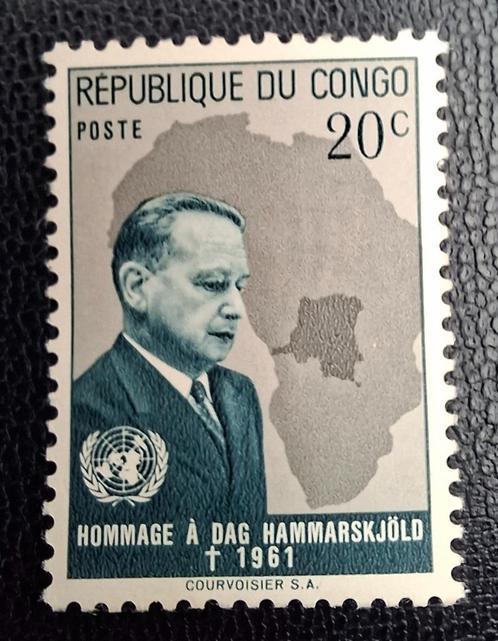 RÉPUBLIQUE DU CONGO
POSTE
20c
HOMMAGE À DAG HAMMARSKJÖLD
† 1961
COURVOISIER S.A.